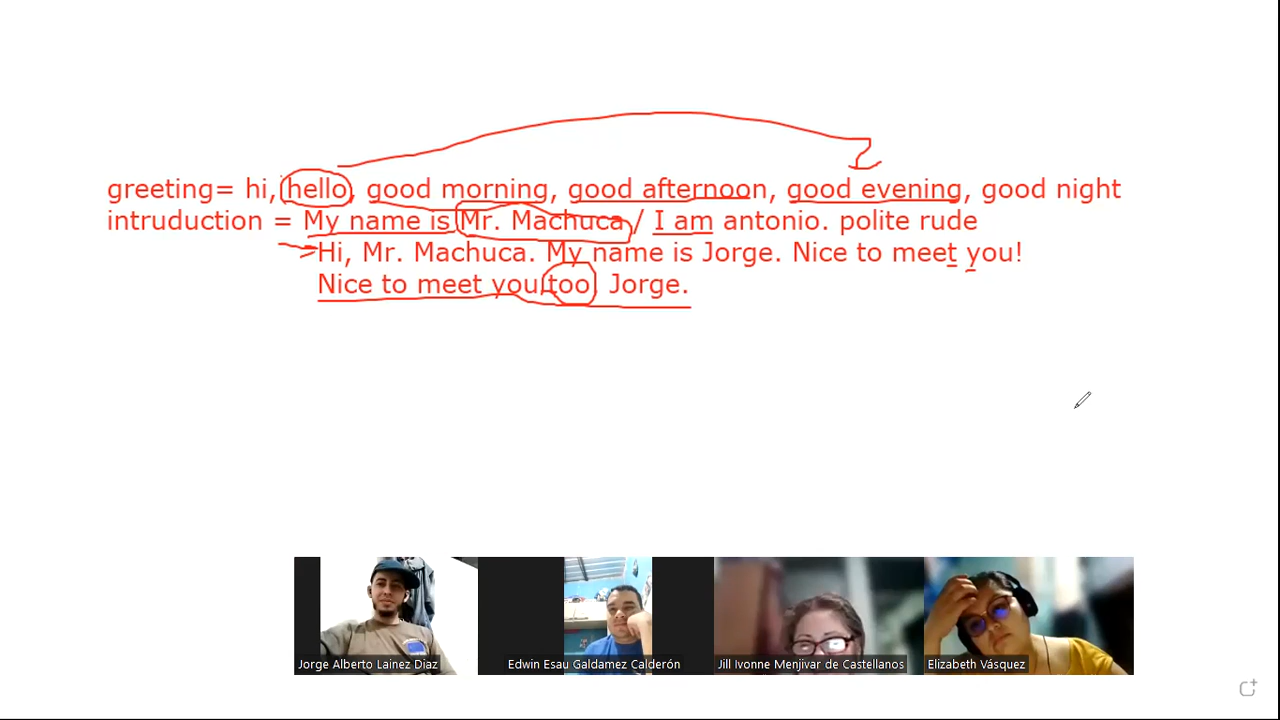 greeting= hi, hello, good morning, good afternoon, good evening, good night
intruduction = My name is Mr. Machuca / I am antonio. polite rude
Hi, Mr. Machuca. My name is Jorge. Nice to meet you!
Nice to meet you too Jorge.
Jorge Alberto Lainez Diaz
Edwin Esau Galdamez Calderón
Jill Ivonne Menjivar de Castellanos
Elizabeth Vásquez